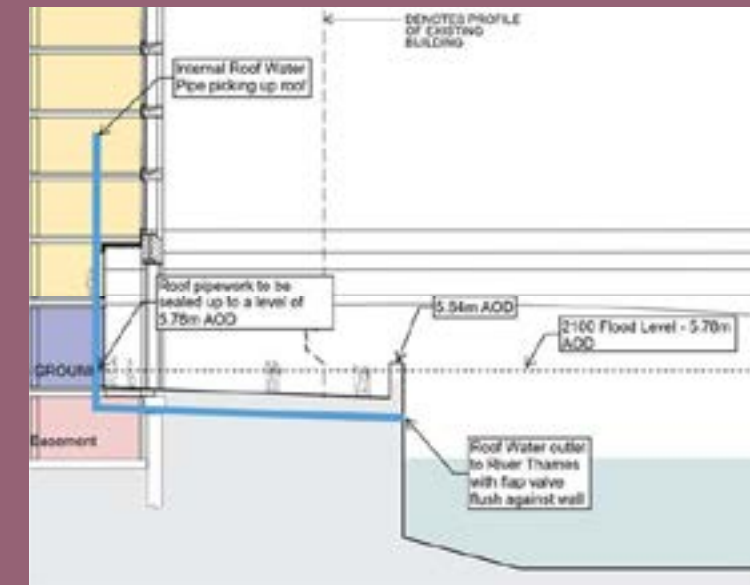 DENOTES PROFILE
OF EXISTING
BUILDING
Internal Roof Water
Pipe picking up roof
Roof pipework to be
sealed up to a level of
5.78m AOD
AOD
2100 Flood Level - 5.78m
AOD
GROUND
Basement
Roof Water outlet
to River Thames
with flap valve
flush against wall